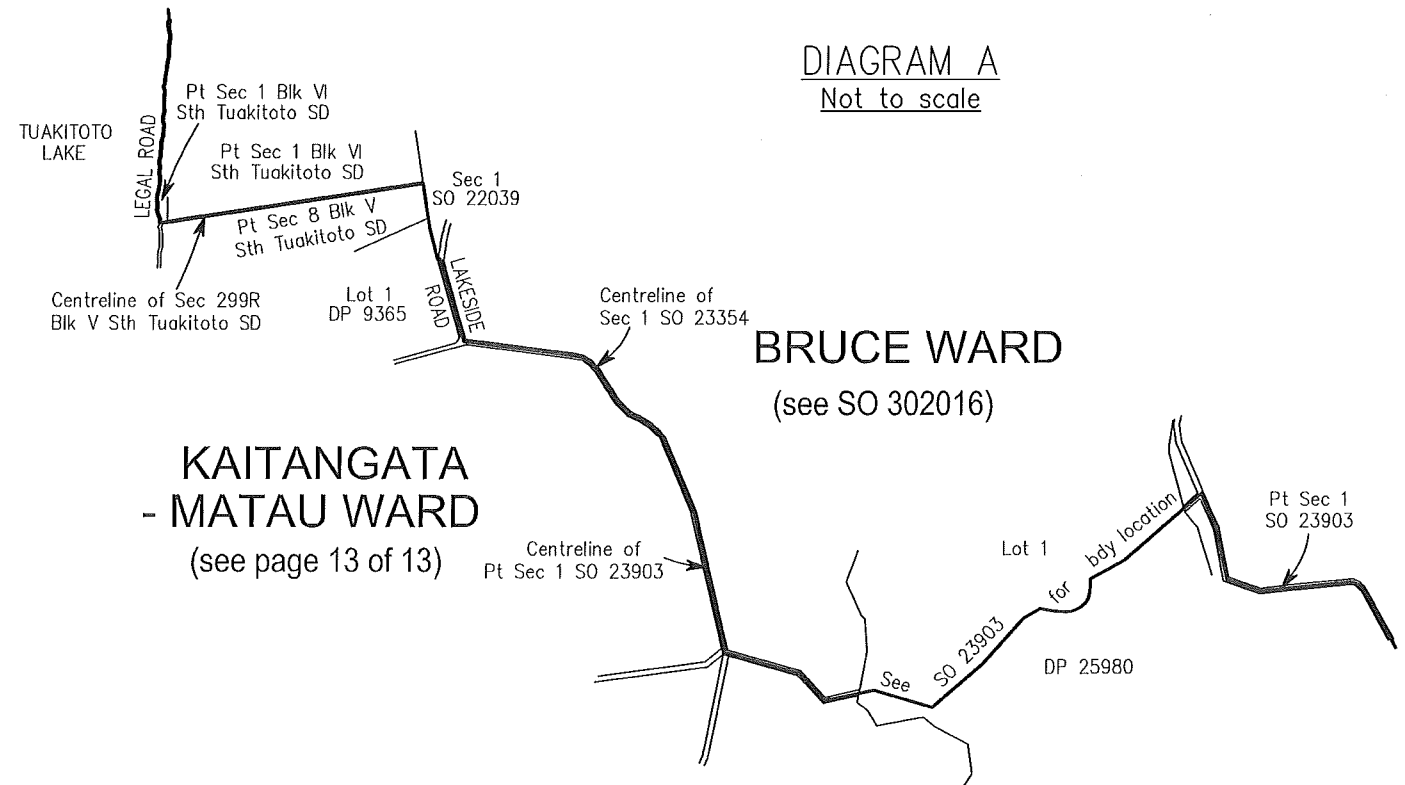 DIAGRAM A
Not to scale
Pt Sec 1 Blk VI
Sth Tuakitoto SD
TUAKITOTO
LAKE
LEGAL ROAD
Pt Sec 1 Blk VI
Sth Tuakitoto SD
Sec 1
SO 22039
Pt Sec 8 Blk V
Sth Tuakitoto SD
Centreline of Sec 299R
Blk V Sth Tuakitoto SD
Lot 1
DP 9365
LAKESIDE
ROAD
Centreline of
Sec 1 SO 23354
BRUCE WARD
(see SO 302016)
KAITANGATA
- MATAU WARD
(see page 13 of 13)
Centreline of
Pt Sec 1 SO 23903
Pt Sec 1
SO 23903
Lot 1
See SO 23903 for bdy location
DP 25980